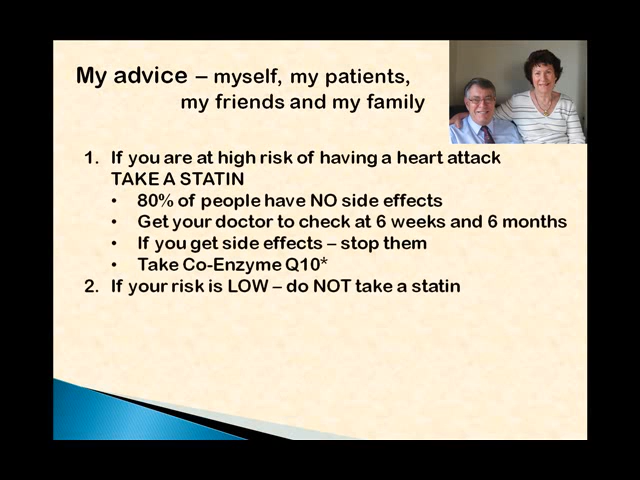 My advice – myself, my patients,
my friends and my family
1. If you are at high risk of having a heart attack
TAKE A STATIN
• 80% of people have NO side effects
• Get your doctor to check at 6 weeks and 6 months
• If you get side effects – stop them
• Take Co-Enzyme Q10*
2. If your risk is LOW – do NOT take a statin